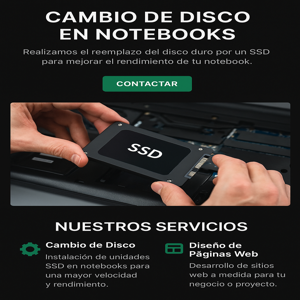 CAMBIO DE DISCO
EN NOTEBOOKS
Realizamos el reemplazo del disco duro por un SSD
para mejorar el rendimiento de tu notebook.
CONTACTAR
SSD
NUESTROS SERVICIOS
Cambio de Disco
Instalación de unidades
SSD en notebooks para
una mayor velocidad
y rendimiento.
Diseño de
Páginas Web
Desarrollo de sitios
web a medida para tu
negocio o proyecto.